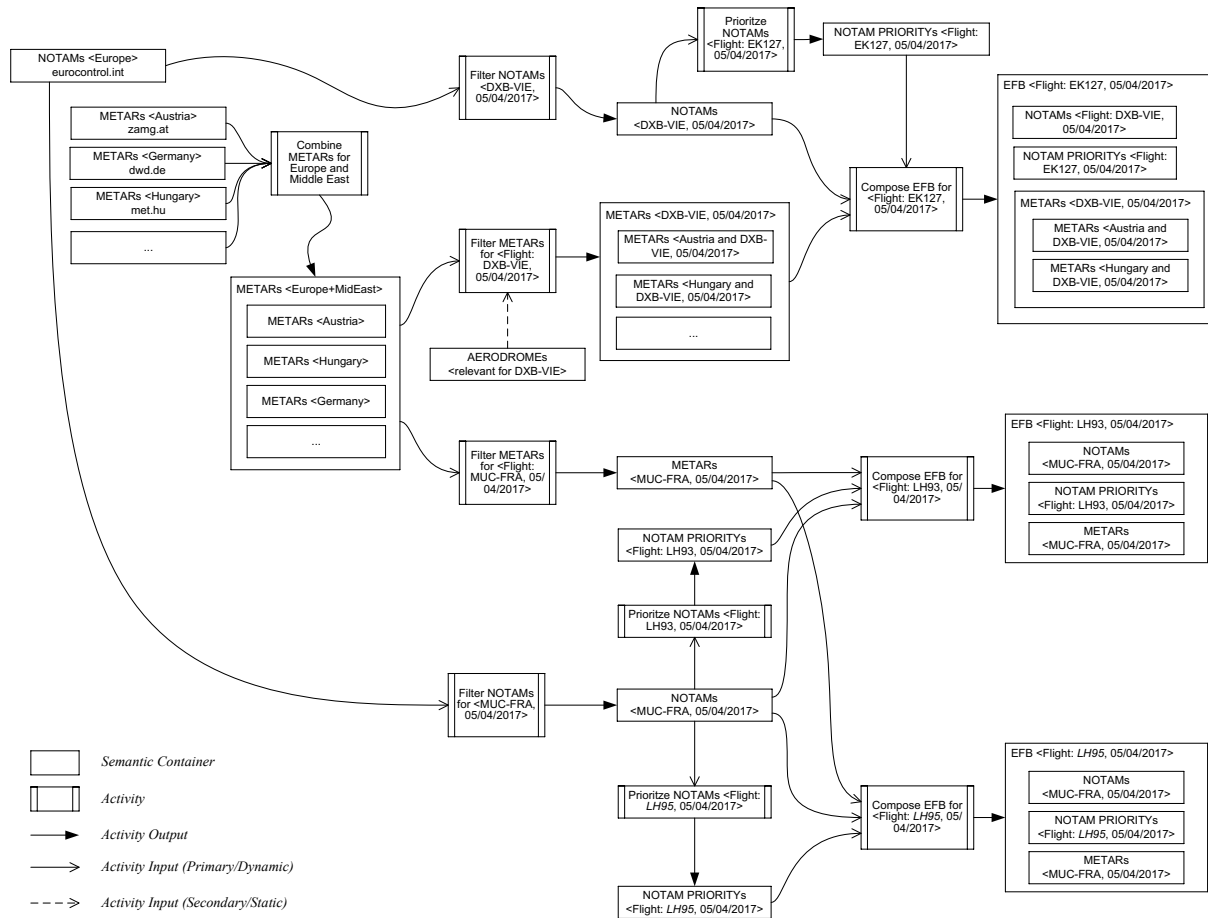 NOTAMs <Europe>
eurocontrol.int
METARs <Austria>
zamg.at
METARs <Germany>
dwd.de
METARs <Hungary>
met.hu
...
Combine
METARs for
Europe and
Middle East
METARs <Europe+MidEast>
METARs <Austria>
METARs <Hungary>
METARs <Germany>
...
Filter NOTAMs
<DXB-VIE,
05/04/2017>
NOTAMs
<DXB-VIE, 05/04/2017>
Prioritze
NOTAMs
<Flight: EK127,
05/04/2017>
NOTAM PRIORITYs <Flight:
EK127, 05/04/2017>
Filter METARs
for <Flight:
DXB-VIE,
05/04/2017>
AERODROMEs
<relevant for DXB-VIE>
METARs <DXB-VIE, 05/04/2017>
METARs <Austria and DXB-
VIE, 05/04/2017>
METARs <Hungary and
DXB-VIE, 05/04/2017>
...
Compose EFB for
<Flight: EK127,
05/04/2017>
EFB <Flight: EK127, 05/04/2017>
NOTAMs <Flight: DXB-VIE,
05/04/2017>
NOTAM PRIORITYs <Flight:
EK127, 05/04/2017>
METARs <DXB-VIE, 05/04/2017>
METARs <Austria and
DXB-VIE, 05/04/2017>
METARs <Hungary and
DXB-VIE, 05/04/2017>
Filter METARs
for <Flight:
MUC-FRA, 05/
04/2017>
METARs
<MUC-FRA, 05/04/2017>
NOTAM PRIORITYs
<Flight: LH93, 05/04/2017>
Prioritze NOTAMs <Flight:
LH93, 05/04/2017>
Compose EFB for
<Flight: LH93, 05/
04/2017>
EFB <Flight: LH93, 05/04/2017>
NOTAMs
<MUC-FRA, 05/04/2017>
NOTAM PRIORITYs
<Flight: LH93, 05/04/2017>
METARs
<MUC-FRA, 05/04/2017>
Filter NOTAMs
for <MUC-FRA,
05/04/2017>
NOTAMs
<MUC-FRA, 05/04/2017>
Prioritze NOTAMs <Flight:
LH95, 05/04/2017>
NOTAM PRIORITYs
<Flight: LH95, 05/04/2017>
Compose EFB for
<Flight: LH95, 05/
04/2017>
EFB <Flight: LH95, 05/04/2017>
NOTAMs
<MUC-FRA, 05/04/2017>
NOTAM PRIORITYs
<Flight: LH95, 05/04/2017>
METARs
<MUC-FRA, 05/04/2017>
Semantic Container
Activity
Activity Output
Activity Input (Primary/Dynamic)
Activity Input (Secondary/Static)